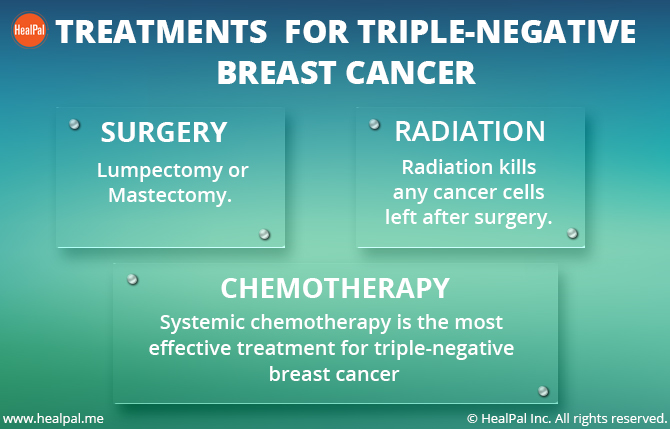 HealPal
TREATMENTS FOR TRIPLE-NEGATIVE
BREAST CANCER
SURGERY
Lumpectomy or
Mastectomy.
RADIATION
Radiation kills
any cancer cells
left after surgery.
CHEMOTHERAPY
Systemic chemotherapy is the most
effective treatment for triple-negative
breast cancer
www.healpal.me
© HealPal Inc. All rights reserved.